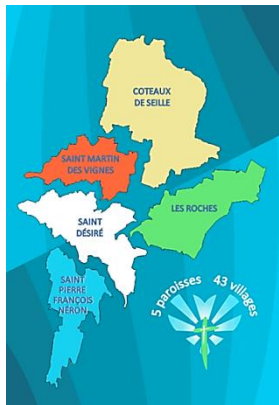 COTEAUX
DE SEILLE
SAINT MARTIN
DES VIGNES
LES ROCHES
SAINT
DÉSIRÉ
SAINT
PIERRE
FRANÇOIS
NÉRON
5 paroisses 43 villages